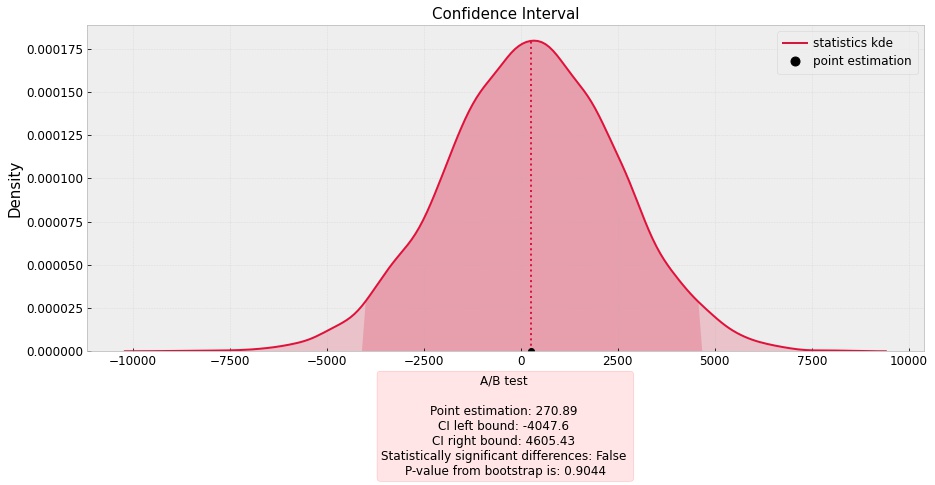 Confidence Interval
0.000175
0.000150
0.000125
0.000100
0.000075
0.000050
0.000025
0.000000
Density
statistics kde
point estimation
−10000 −7500 −5000 −2500 0 2500 5000 7500 10000
A/B test
Point estimation: 270.89
CI left bound: -4047.6
CI right bound: 4605.43
Statistically significant differences: False
P-value from bootstrap is: 0.9044